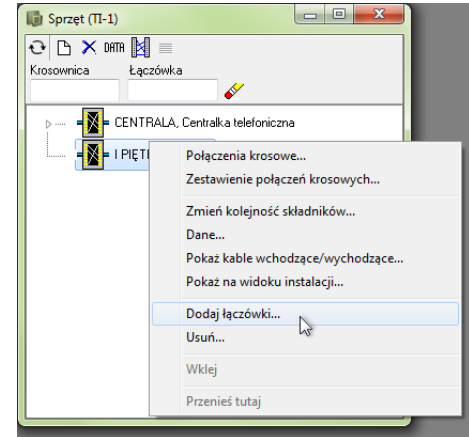 Sprzęt (TI-1)
DATA
Krosownica Łączówka
CENTRALA, Centralka telefoniczna
I PIĘT
Połączenia krosowe...
Zestawienie połączeń krosowych...
Zmień kolejność składników...
Dane...
Pokaż kable wchodzące/wychodzące...
Pokaż na widoku instalacji...
Dodaj łączówki...
Usuń...
Wklej
Przenieś tutaj